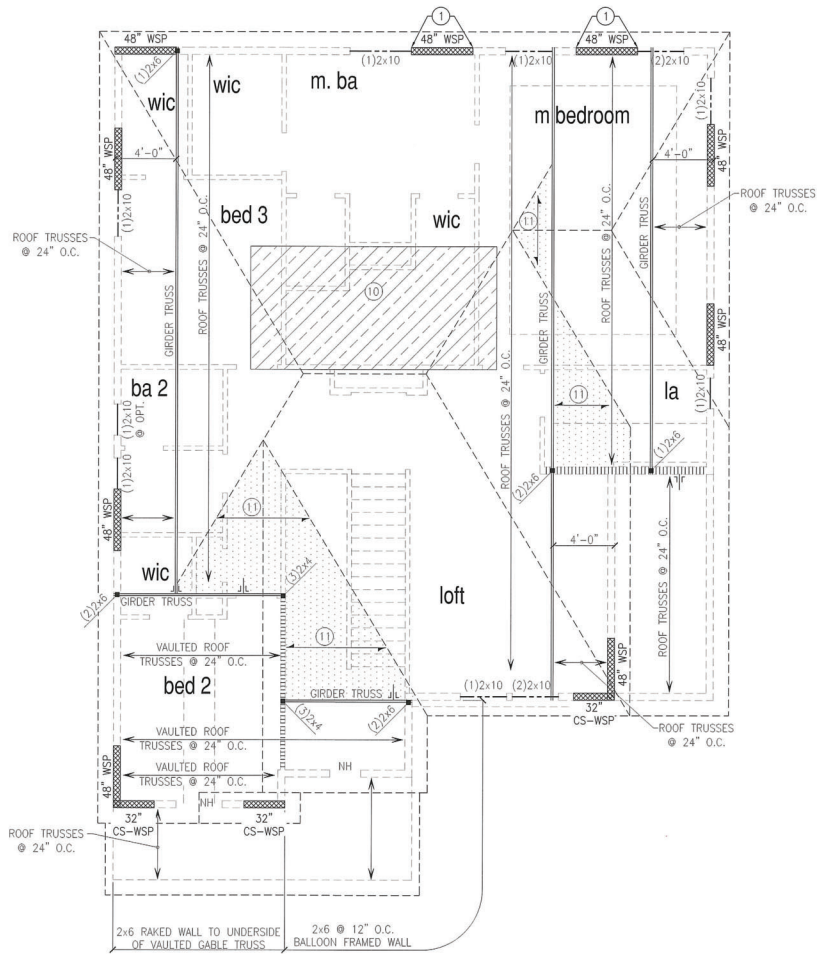 1
1
48" WSP
48" WSP
48" WSP
(1)2x6
(1)2x10
(1)2x10
(2)2x10
wic
wic
m. ba
m bedroom
(1)2x10
48" WSP
4'-0"
4'-0"
48" WSP
(1)2x10
ROOF TRUSSES
@ 24" O.C.
bed 3
wic
11
ROOF TRUSSES
@ 24" O.C.
GIRDER TRUSS
ROOF TRUSSES @ 24" O.C.
10
GIRDER TRUSS
ROOF TRUSSES @ 24" O.C.
GIRDER TRUSS
48" WSP
ROOF TRUSSES @ 24" O.C.
ba 2
(1)2x10
@ OPT.
11
la
(1)2x10
(1)2x10
(1)2x6
(2)2x6
48" WSP
11
4'-0"
ROOF TRUSSES @ 24" O.C.
wic
(3)2x4
GIRDER TRUSS
(2)2x6
loft
VAULTED ROOF
TRUSSES @ 24" O.C.
11
48" WSP
bed 2
GIRDER TRUSS
(1)2x10
(2)2x10
(3)2x4
(2)2x6
32"
CS-WSP
VAULTED ROOF
TRUSSES @ 24" O.C.
ROOF TRUSSES
@ 24" O.C.
VAULTED ROOF
TRUSSES @ 24" O.C.
NH
48" WSP
NH
32"
CS-WSP
32"
CS-WSP
ROOF TRUSSES
@ 24" O.C.
2x6 RAKED WALL TO UNDERSIDE
OF VAULTED GABLE TRUSS
2x6 @ 12" O.C.
BALLOON FRAMED WALL